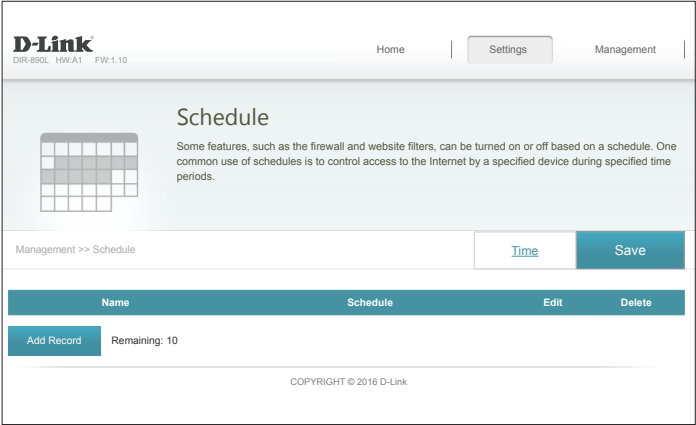 D-Link
DIR-890L HW:A1 FW:1.10
Home
Settings
Management
Schedule
Some features, such as the firewall and website filters, can be turned on or off based on a schedule. One
common use of schedules is to control access to the Internet by a specified device during specified time
periods.
Management >> Schedule
Time
Save
Name
Schedule
Edit
Delete
Add Record
Remaining: 10
COPYRIGHT © 2016 D-Link